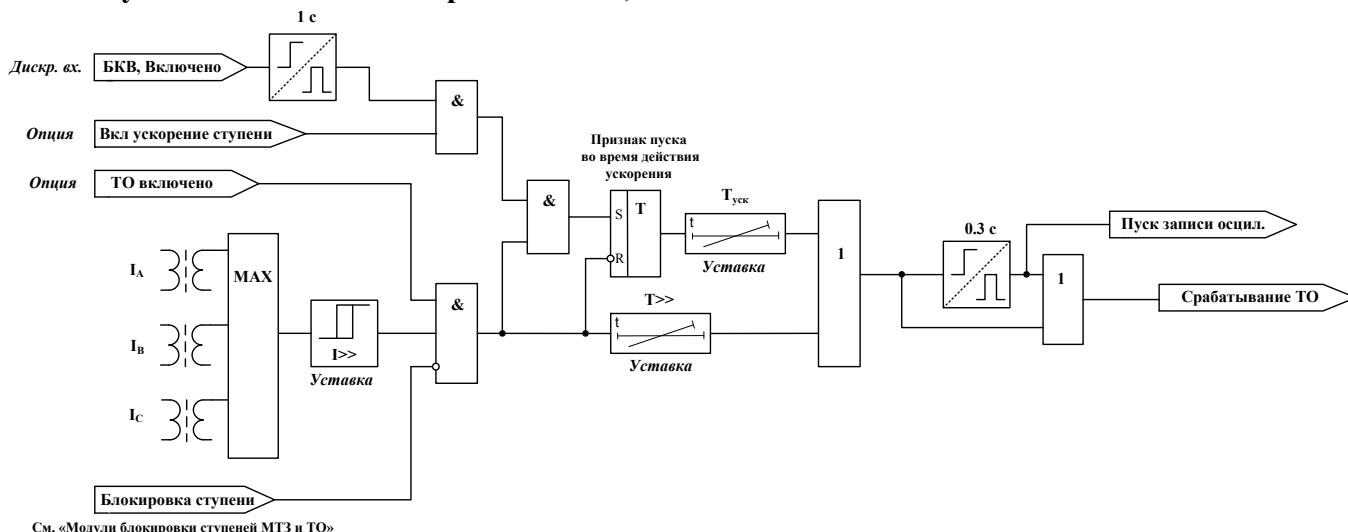 1 с
Дискр. вх.
БКВ, Включено
&
Опция
Вкл ускорение ступени
Признак пуска
во время действия
ускорения
Опция
ТО включено
&
S
T
R
Tуск
t
Уставка
1
0.3 с
Пуск записи осцил.
1
Срабатывание ТО
IA
MAX
IB
IC
I>>
Уставка
&
T>>
t
Уставка
Блокировка ступени
См. «Модули блокировки ступеней МТЗ и ТО»